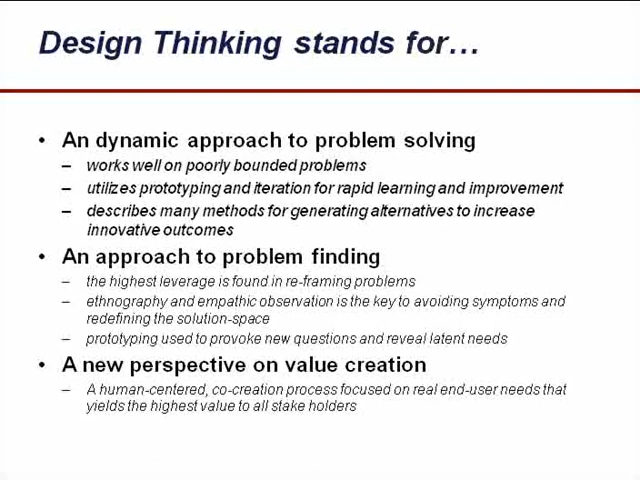 Design Thinking stands for…
• An dynamic approach to problem solving
– works well on poorly bounded problems
– utilizes prototyping and iteration for rapid learning and improvement
– describes many methods for generating alternatives to increase
innovative outcomes
• An approach to problem finding
– the highest leverage is found in re-framing problems
– ethnography and empathic observation is the key to avoiding symptoms and
redefining the solution-space
– prototyping used to provoke new questions and reveal latent needs
• A new perspective on value creation
– A human-centered, co-creation process focused on real end-user needs that
yields the highest value to all stake holders